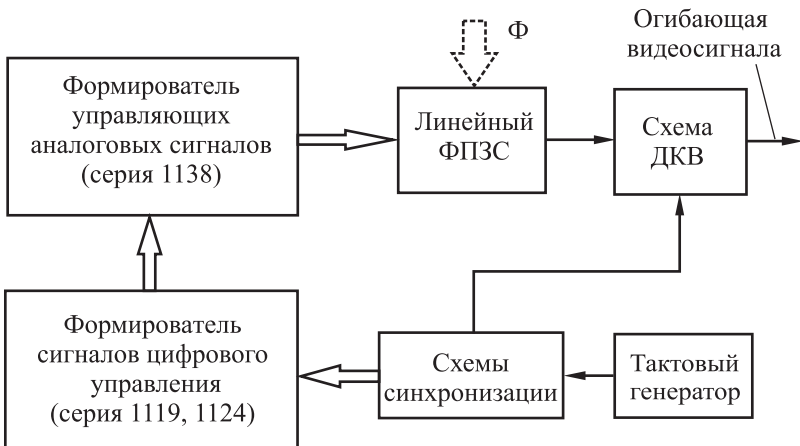 Огибающая
видеосигнала
Ф
Формирователь
управляющих
аналоговых сигналов
(серия 1138)
Линейный
ФПЗС
Схема
ДКВ
Формирователь
сигналов цифрового
управления
(серия 1119, 1124)
Схемы
синхронизации
Тактовый
генератор